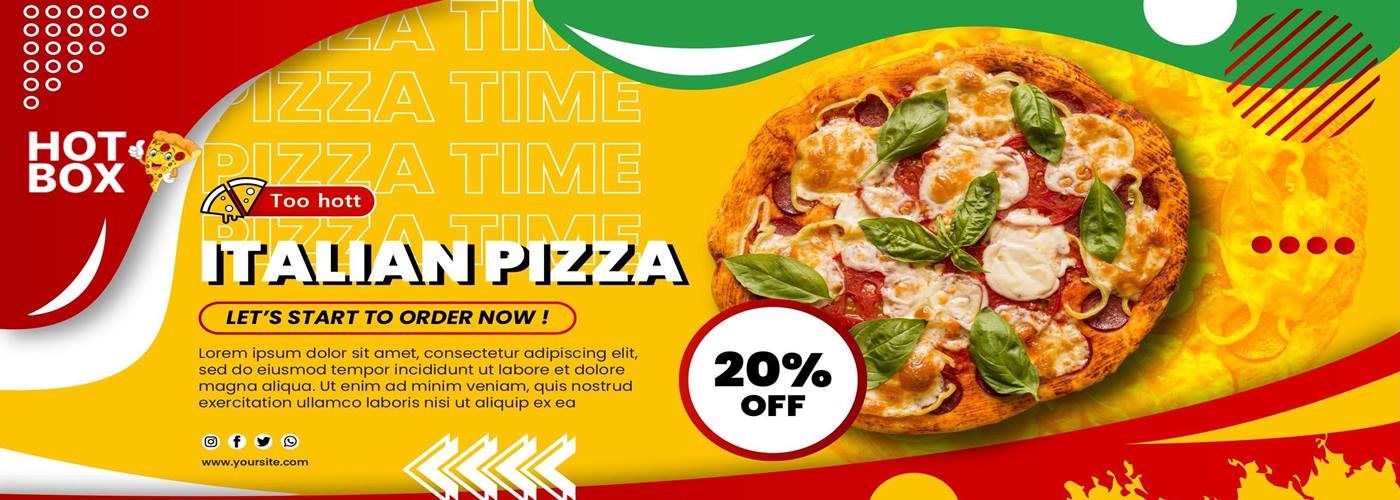 ZZA TIM
PIZZA TIME
PIZZA TIME
PIZZA TIME
HOT
BOX
Too hott
ITALIAN PIZZA
LET'S START TO ORDER NOW !
Lorem ipsum dolor sit amet, consectetur adipiscing elit,
sed do eiusmod tempor incididunt ut labore et dolore
magna aliqua. Ut enim ad minim veniam, quis nostrud
exercitation ullamco laboris nisi ut aliquip ex ea
www.yoursite.com
20%
OFF